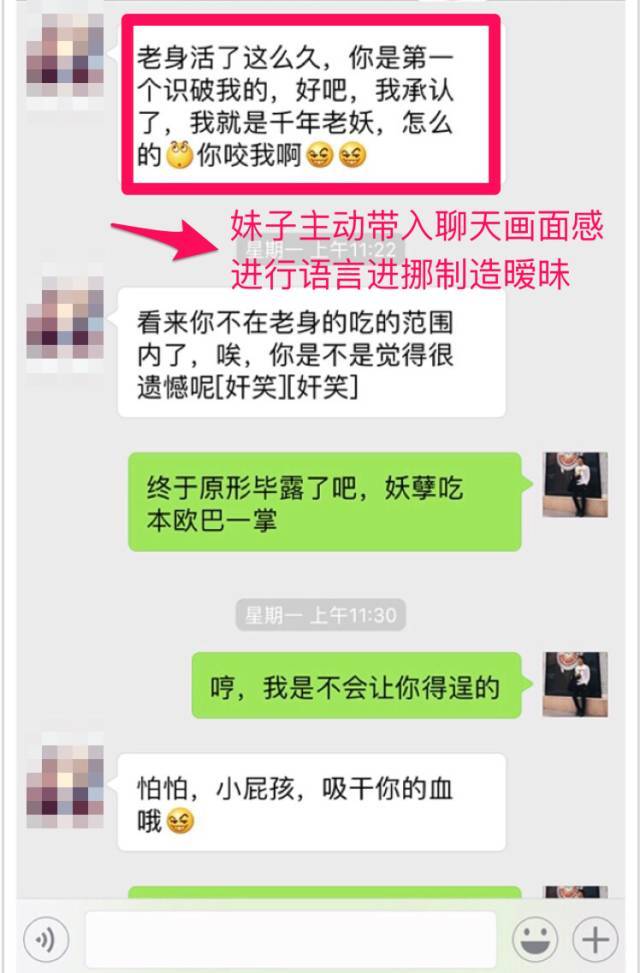 老身活了这么久，你是第一
个识破我的，好吧，我承认
了，我就是千年老妖，怎么
的你咬我啊
妹子主动带入聊天画面感
星期一 上午11:22
进行语言进挪制造暧昧
看来你不在老身的吃的范围
内了，唉，你是不是觉得很
遗憾呢[奸笑][奸笑]
终于原形毕露了吧，妖孽吃
本欧巴一掌
星期一 上午11:30
哼，我是不会让你得逞的
怕怕，小屁孩，吸干你的血
哦